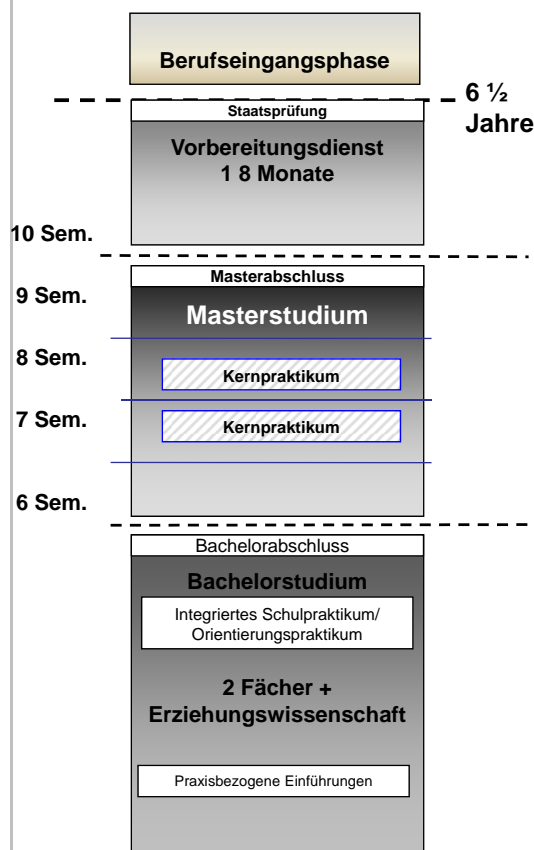 Berufseingangsphase
6 ½
Jahre
Staatsprüfung
Vorbereitungsdienst
1 8 Monate
10 Sem.
Masterabschluss
9 Sem.
Masterstudium
8 Sem.
Kernpraktikum
7 Sem.
Kernpraktikum
6 Sem.
Bachelorabschluss
Bachelorstudium
Integriertes Schulpraktikum/
Orientierungspraktikum
2 Fächer +
Erziehungswissenschaft
Praxisbezogene Einführungen